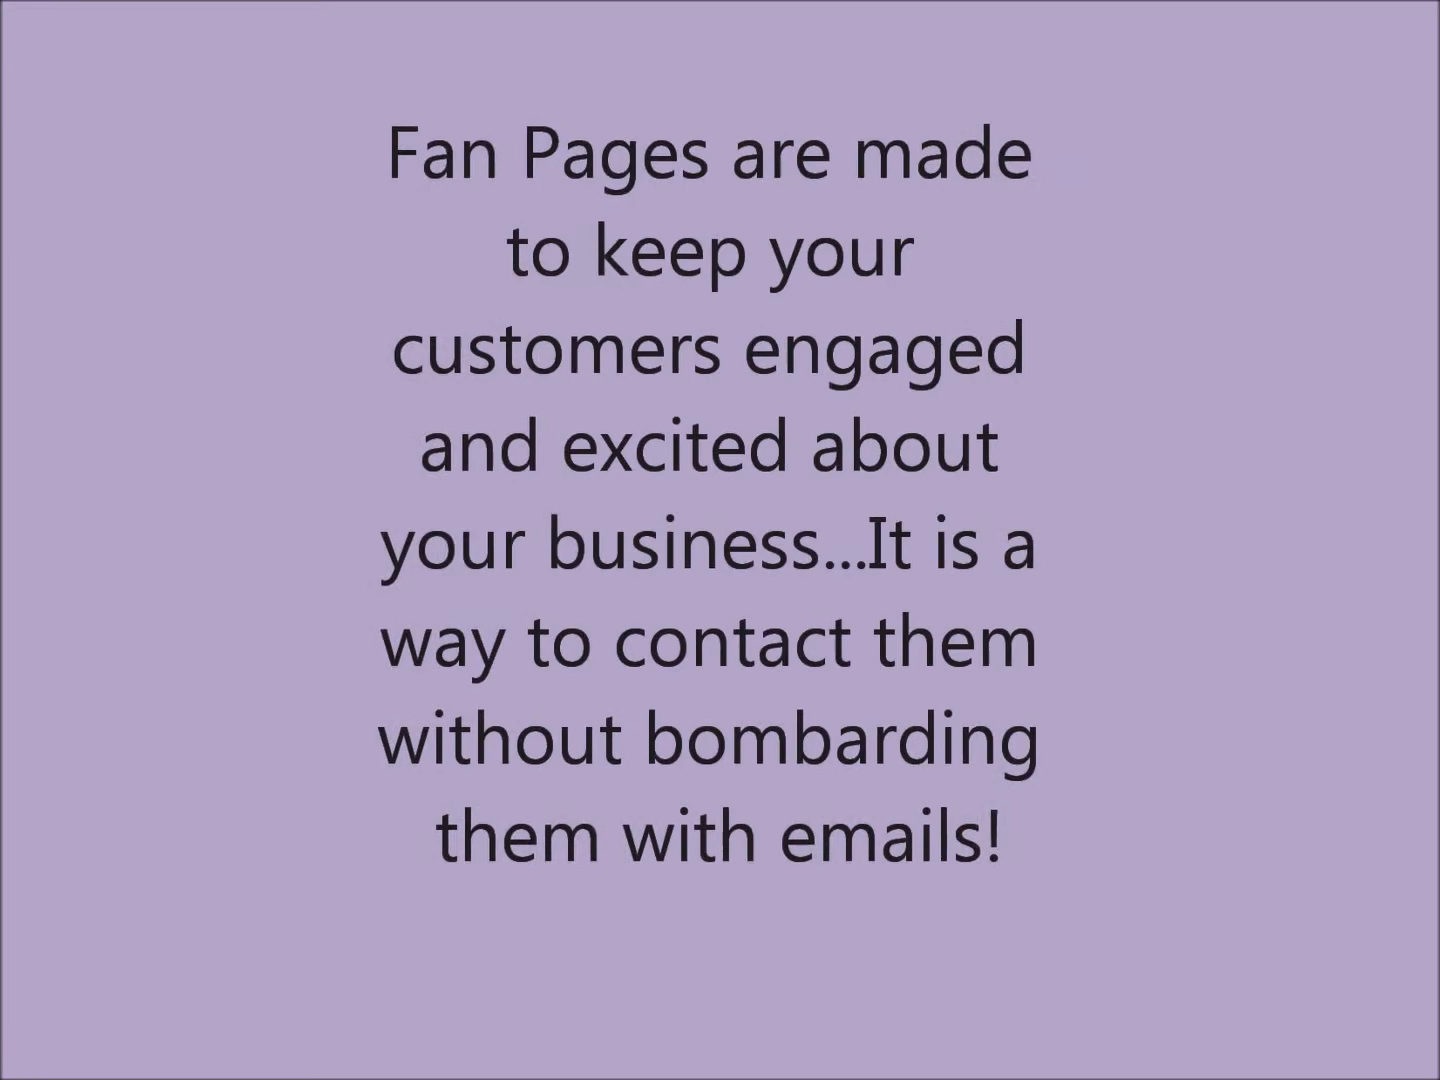 Fan Pages are made
to keep your
customers engaged
and excited about
your business...It is a
way to contact them
without bombarding
them with emails!